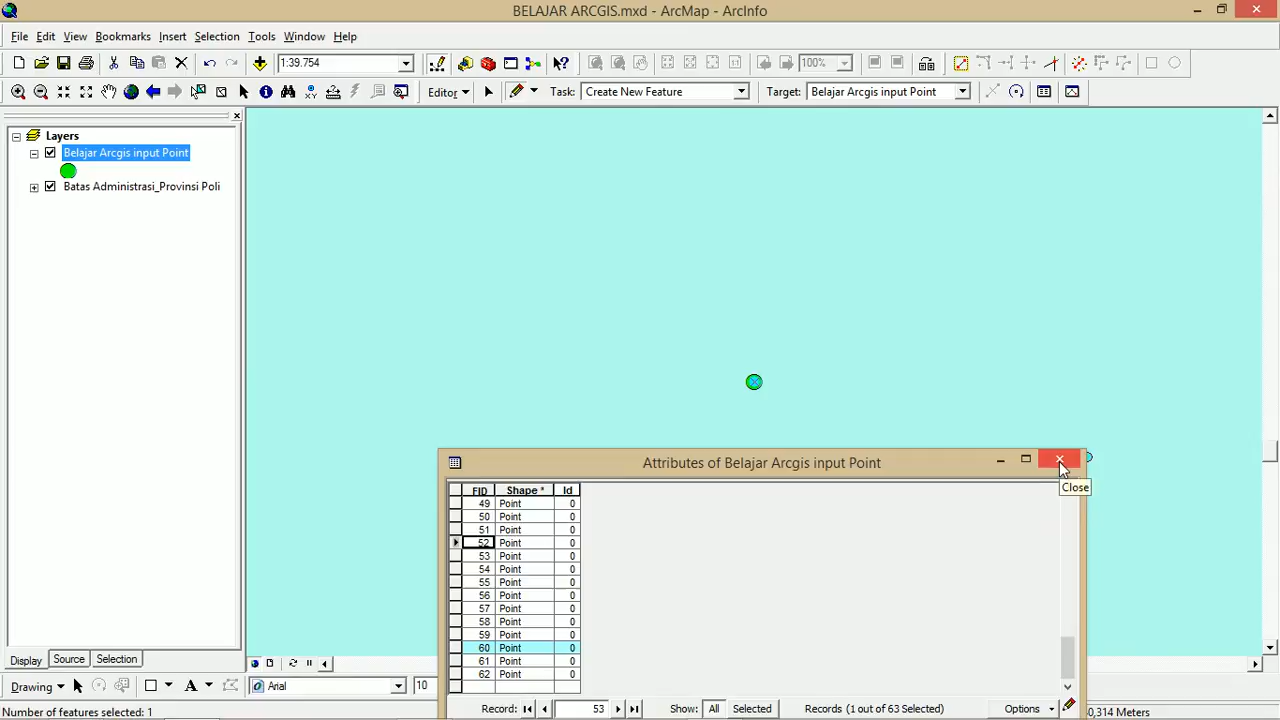 BELAJAR ARCGIS.mxd - ArcMap - ArcInfo
File Edit View Bookmarks Insert Selection Tools Window Help
1:39.754
100%
Editor Task: Create New Feature Target: Belajar Arcgis input Point
Layers
Belajar Arcgis input Point
Batas Administrasi_Provinsi Poli
Attributes of Belajar Arcgis input Point
Close
FID Shape * Id
49 Point 0
50 Point 0
51 Point 0
52 Point 0
53 Point 0
54 Point 0
55 Point 0
56 Point 0
57 Point 0
58 Point 0
59 Point 0
60 Point 0
61 Point 0
62 Point 0
Record: 53 Show: All Selected Records (1 out of 63 Selected) Options
Display Source Selection
Drawing A Arial 10
Number of features selected: 1
0,314 Meters